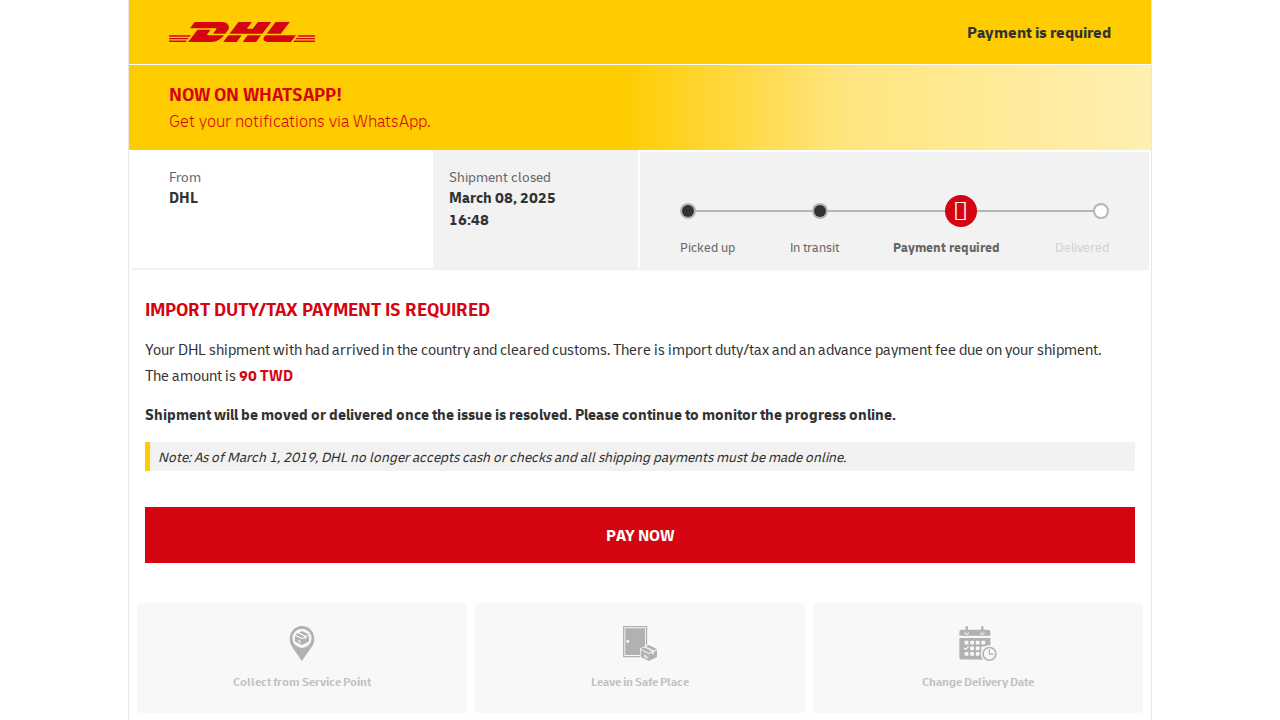 DHL
Payment is required
NOW ON WHATSAPP!
Get your notifications via WhatsApp.
From
DHL
Shipment closed
March 08, 2025
16:48
Picked up
In transit
Payment required
Delivered
IMPORT DUTY/TAX PAYMENT IS REQUIRED
Your DHL shipment with had arrived in the country and cleared customs. There is import duty/tax and an advance payment fee due on your shipment.
The amount is 90 TWD
Shipment will be moved or delivered once the issue is resolved. Please continue to monitor the progress online.
Note: As of March 1, 2019, DHL no longer accepts cash or checks and all shipping payments must be made online.
PAY NOW
Collect from Service Point
Leave in Safe Place
Change Delivery Date